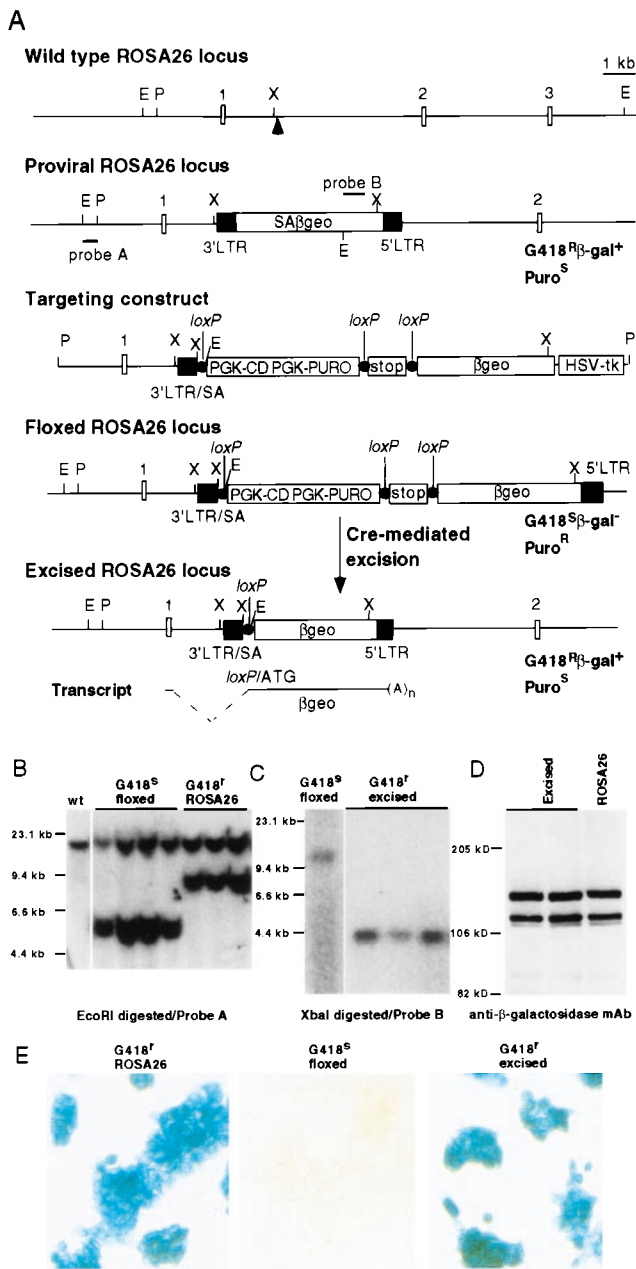 A
Wild type ROSA26 locus
1 kb
E P 1 X 2 3 E
Proviral ROSA26 locus
probe B
E P 1 X X 2
SAβgeo
probe A
3'LTR E 5'LTR
G418ᴿβ-gal⁺
Puroˢ
Targeting construct
loxP loxP loxP
P 1 X X E X P
PGK-CD PGK-PURO stop βgeo HSV-tk
3'LTR/SA
Floxed ROSA26 locus
loxP loxP loxP
E P 1 X X E X 5'LTR
PGK-CD PGK-PURO stop βgeo
3'LTR/SA
G418ˢβ-gal⁻
Puroᴿ
Cre-mediated
excision
Excised ROSA26 locus
loxP
E P 1 X X E X 2
βgeo
3'LTR/SA 5'LTR
G418ᴿβ-gal⁺
Puroˢ
loxP/ATG
Transcript (A)n
βgeo
B
G418ˢ G418ʳ
wt floxed ROSA26
23.1 kb
9.4 kb
6.6 kb
4.4 kb
EcoRI digested/Probe A
C
G418ˢ G418ʳ
floxed excised
23.1 kb
9.4 kb
6.6 kb
4.4 kb
XbaI digested/Probe B
D
Excised
ROSA26
205 kD
106 kD
82 kD
anti-β-galactosidase mAb
E
G418ʳ
ROSA26
G418ˢ
floxed
G418ʳ
excised